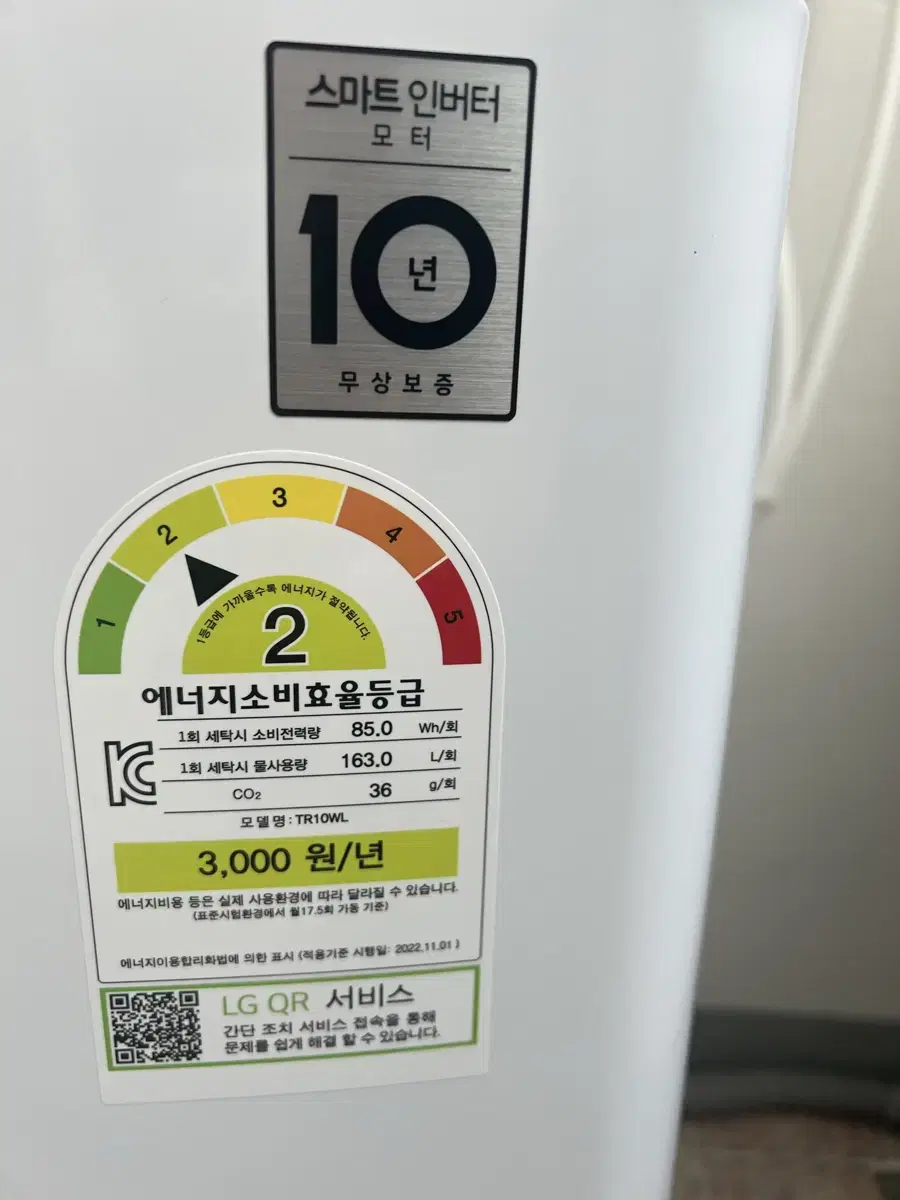 스마트 인버터
모터
10년
무상보증
1
2
3
4
5
1등급에 가까울수록 에너지가 절약됩니다.
2
에너지소비효율등급
1회 세탁시 소비전력량 85.0 Wh/회
1회 세탁시 물사용량 163.0 L/회
CO₂ 36 g/회
모델명 : TR10WL
3,000 원/년
에너지비용 등은 실제 사용환경에 따라 달라질 수 있습니다.
(표준시험환경에서 월17.5회 가동 기준)
에너지이용합리화법에 의한 표시 (적용기준 시행일: 2022.11.01 )
LG QR 서비스
간단 조치 서비스 접속을 통해
문제를 쉽게 해결 할 수 있습니다.